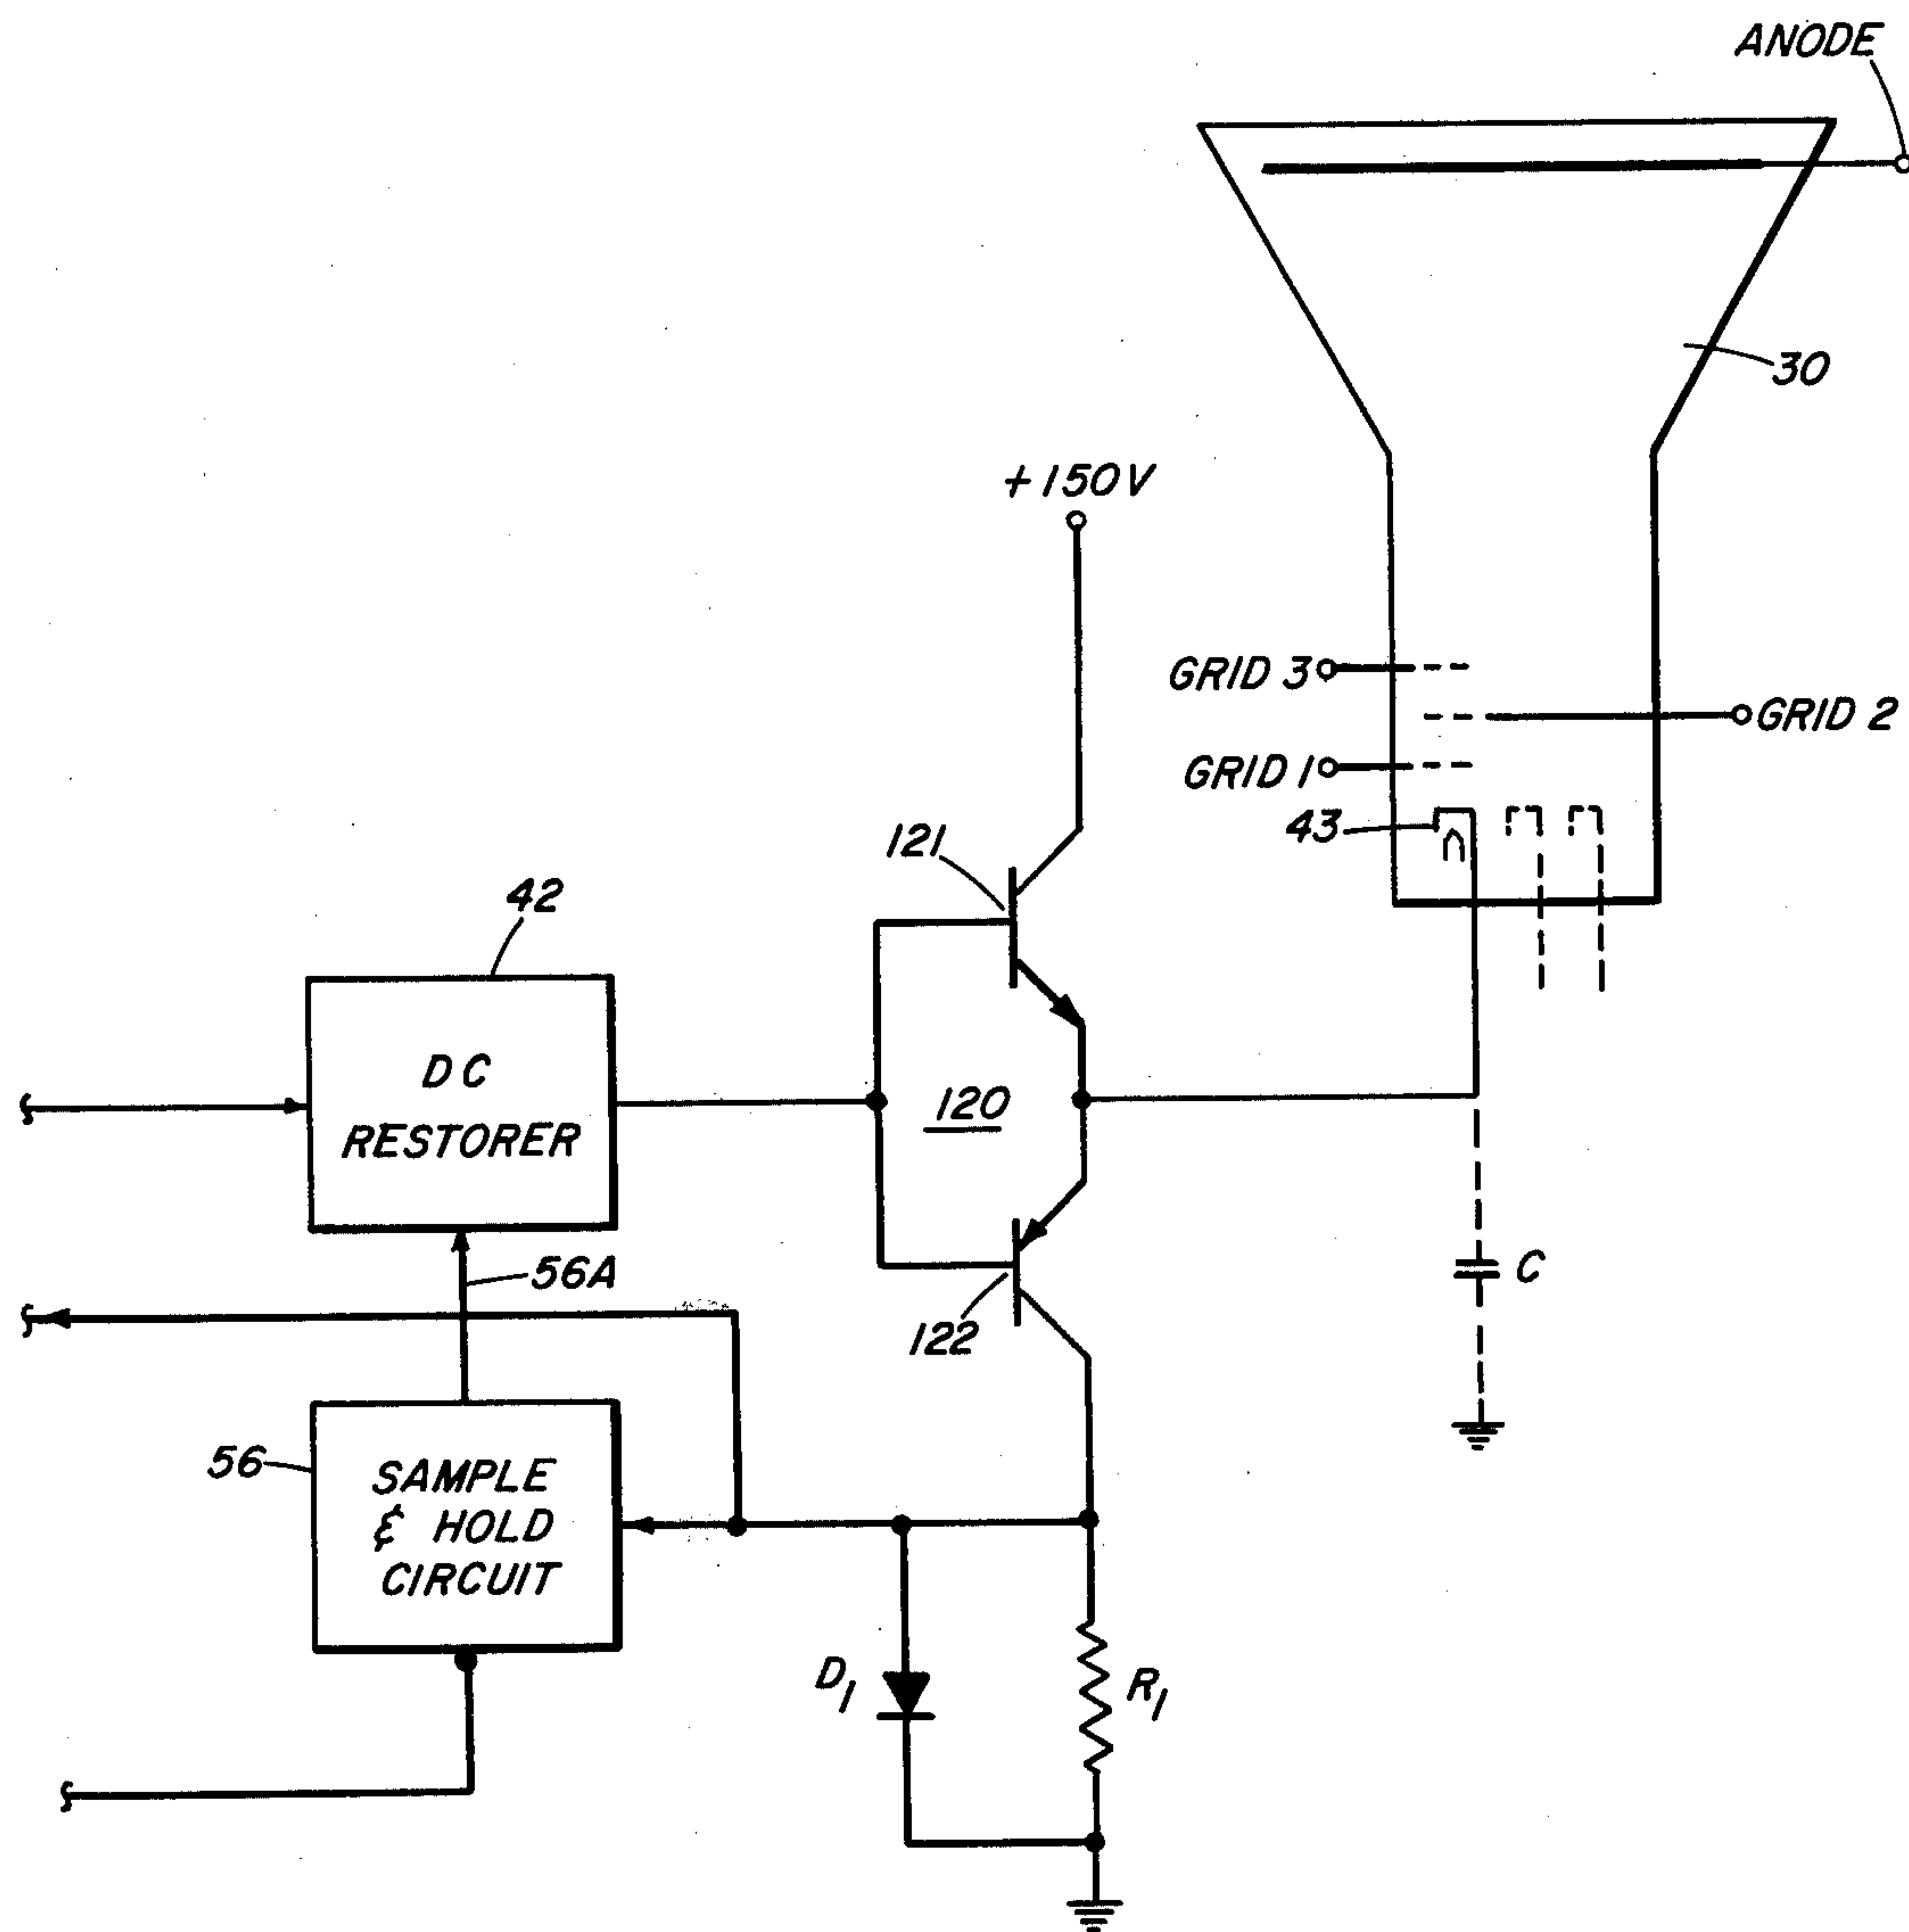 ANODE
30
+150V
GRID 3
GRID 2
GRID 1
43
121
42
DC
RESTORER
120
56A
C
122
56
SAMPLE
& HOLD
CIRCUIT
D1
R1